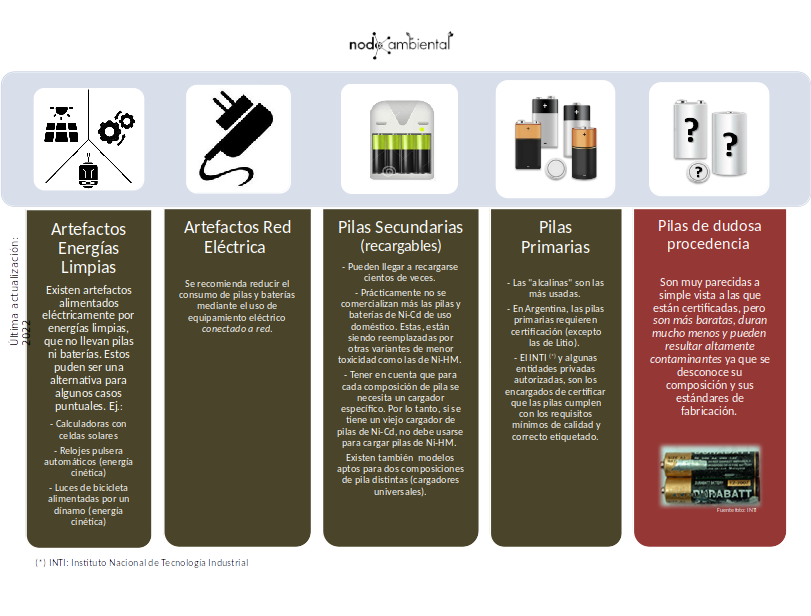 nodo ambiental
Última actualización:
2022
Artefactos
Energías
Limpias
Existen artefactos
alimentados
eléctricamente por
energías limpias,
que no llevan pilas
ni baterías. Estos
puden ser una
alternativa para
algunos casos
puntuales. Ej.:
- Calculadoras con
celdas solares
- Relojes pulsera
automáticos (energía
cinética)
- Luces de bicicleta
alimentadas por un
dínamo (energía
cinética)
Artefactos Red
Eléctrica
Se recomienda reducir el
consumo de pilas y baterías
mediante el uso de
equipamiento eléctrico
conectado a red.
Pilas Secundarias
(recargables)
- Pueden llegar a recargarse
cientos de veces.
- Prácticamente no se
comercializan más las pilas y
baterías de Ni-Cd de uso
doméstico. Estas, están
siendo reemplazadas por
otras variantes de menor
toxicidad como las de Ni-HM.
- Tener en cuenta que para
cada composición de pila se
necesita un cargador
específico. Por lo tanto, si se
tiene un viejo cargador de
pilas de Ni-Cd, no debe usarse
para cargar pilas de Ni-HM.
Existen también modelos
aptos para dos composiciones
de pila distintas (cargadores
universales).
Pilas
Primarias
- Las "alcalinas" son las
más usadas.
- En Argentina, las pilas
primarias requieren
certificación (excepto
las de Litio).
- El INTI (*) y algunas
entidades privadas
autorizadas, son los
encargados de certificar
que las pilas cumplen
con los requisitos
mínimos de calidad y
correcto etiquetado.
? ? ?
Pilas de dudosa
procedencia
Son muy parecidas a
simple vista a las que
están certificadas, pero
son más baratas, duran
mucho menos y pueden
resultar altamente
contaminantes ya que se
desconoce su
composición y sus
estándares de
fabricación.
DURABATT
Fuente foto: INTI
(*) INTI: Instituto Nacional de Tecnología Industrial